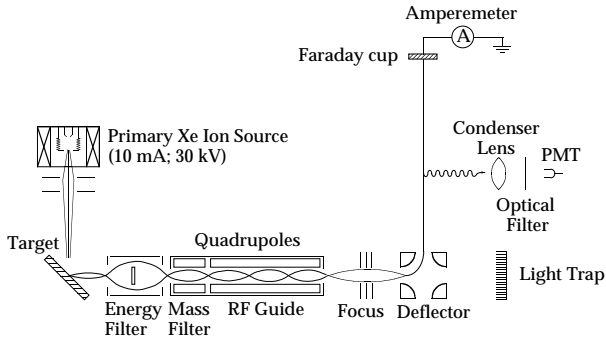 Amperemeter
A
Faraday cup
Primary Xe Ion Source
(10 mA; 30 kV)
Condenser
Lens
PMT
Optical
Filter
Target
Quadrupoles
Light Trap
Energy
Filter
Mass
Filter
RF Guide
Focus
Deflector